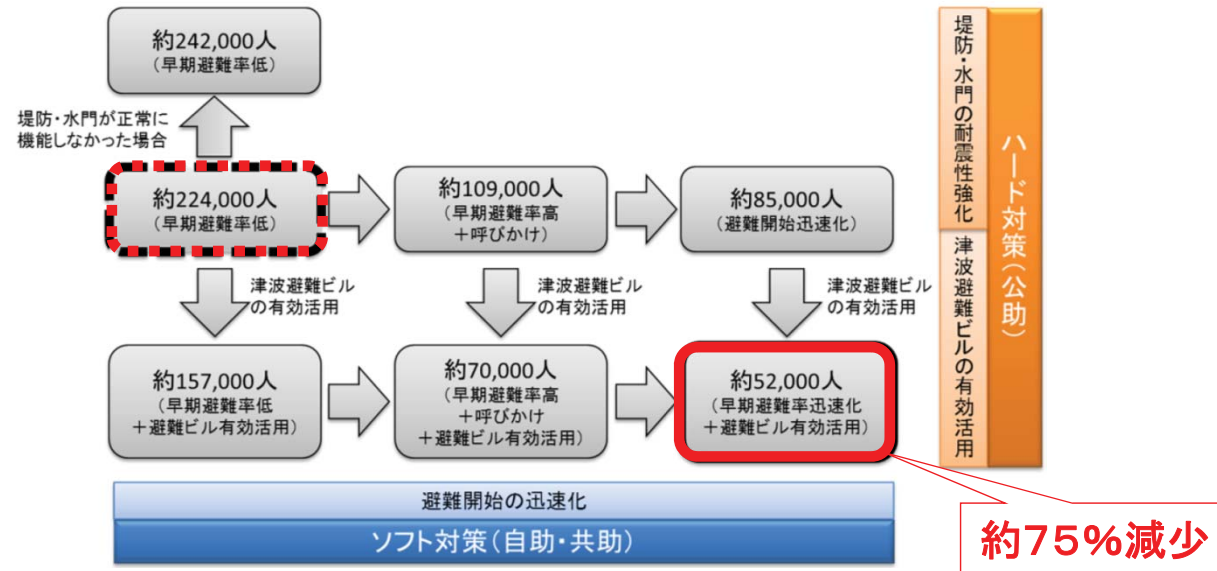 約242,000人
（早期避難率低）
堤防・水門が正常に
機能しなかった場合
約224,000人
（早期避難率低）
約109,000人
（早期避難率高
＋呼びかけ）
約85,000人
（避難開始迅速化）
津波避難ビル
の有効活用
津波避難ビル
の有効活用
津波避難ビル
の有効活用
約157,000人
（早期避難率低
＋避難ビル有効活用）
約70,000人
（早期避難率高
＋呼びかけ
＋避難ビル有効活用）
約52,000人
（早期避難率迅速化
＋避難ビル有効活用）
避難開始の迅速化
ソフト対策（自助・共助）
堤防・水門の耐震性強化
津波避難ビルの有効活用
ハード対策（公助）
約75%減少